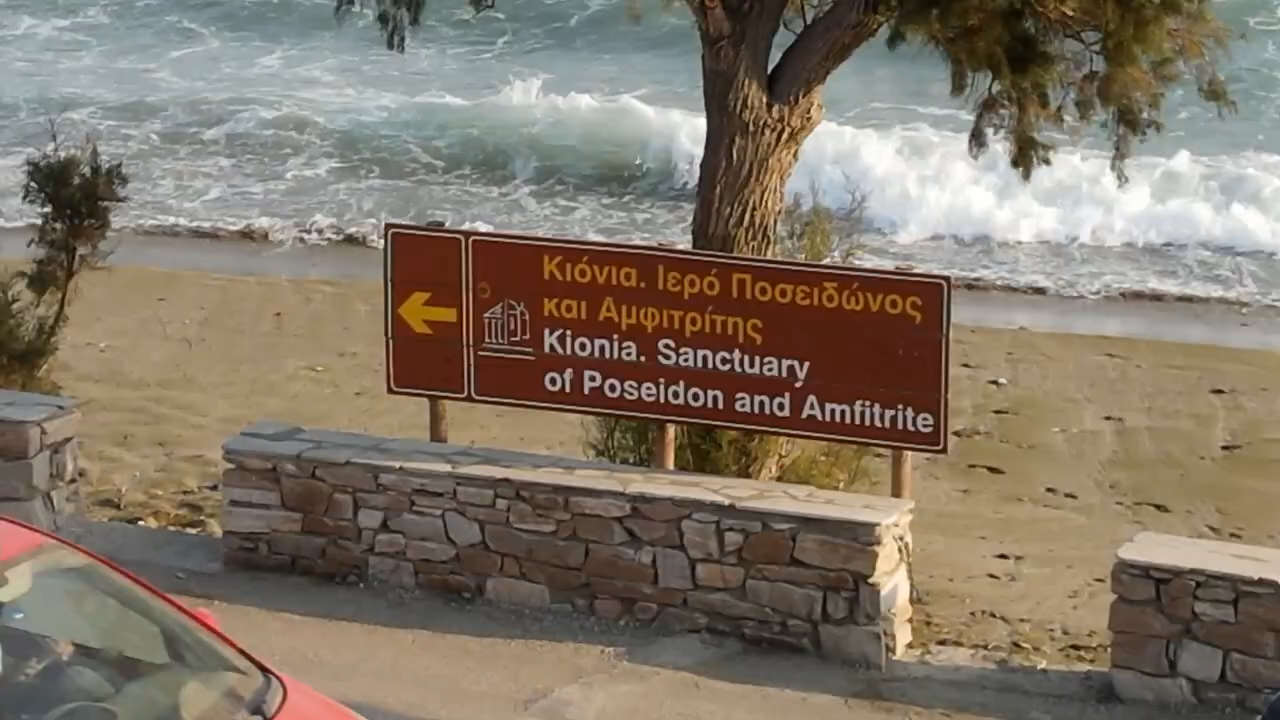 Κιόνια. Ιερό Ποσειδώνος
και Αμφιτρίτης
Kionia. Sanctuary
of Poseidon and Amfitrite